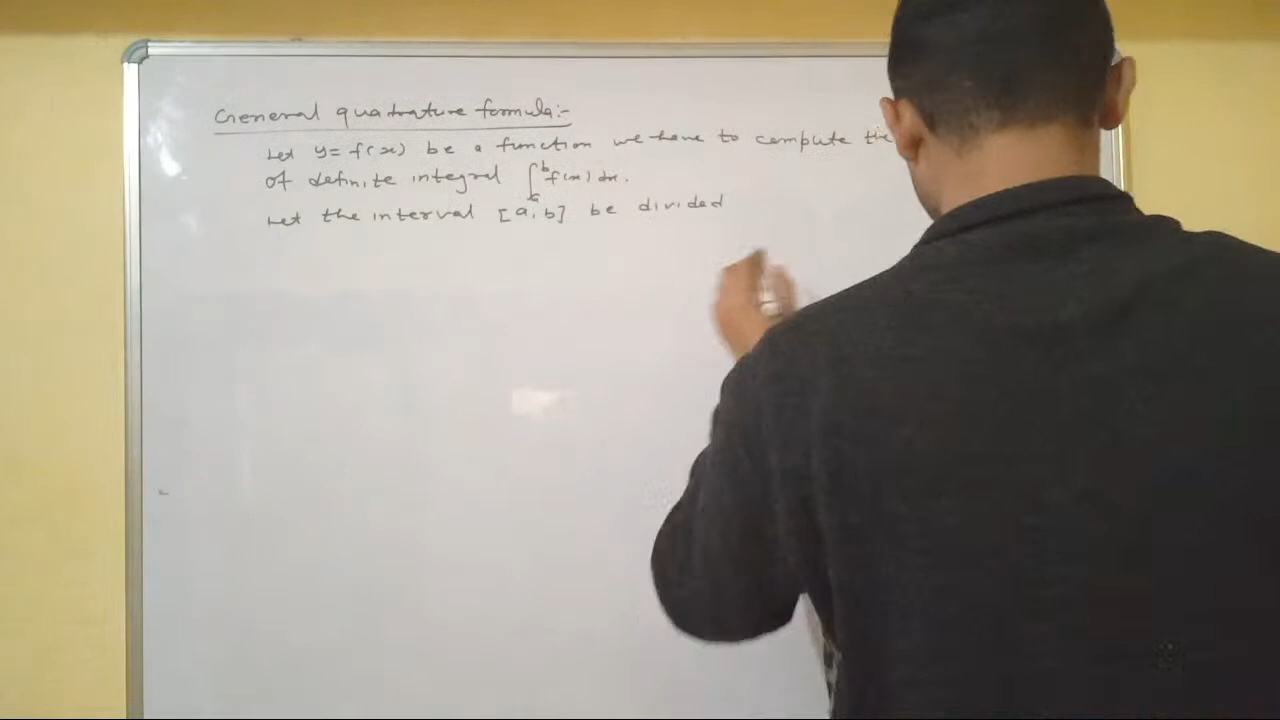 General quadrature formula:-
Let y = f(x) be a function we have to compute the
of definite integral ∫_a^b f(x) dx.
Let the interval [a, b] be divided